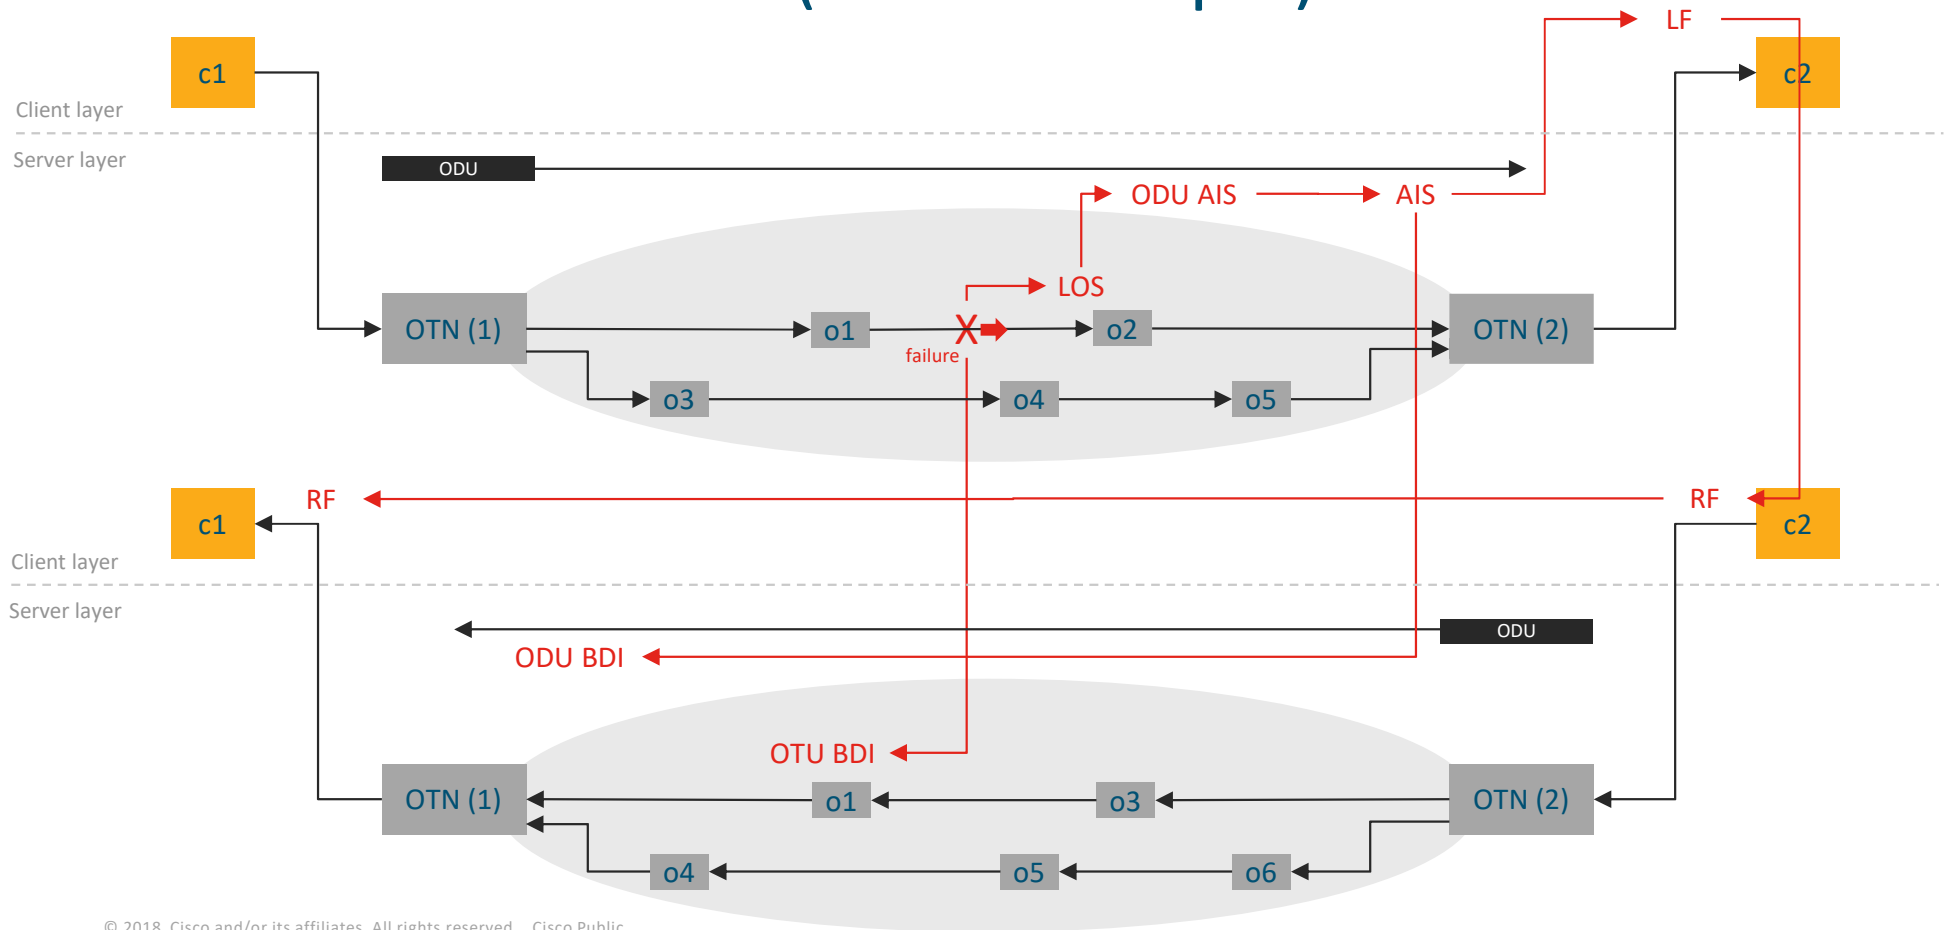 LF
c1
c2
Client layer
Server layer
ODU
ODU AIS
AIS
LOS
OTN (1)
o1
X
o2
OTN (2)
failure
o3
o4
o5
RF
RF
c1
c2
Client layer
Server layer
ODU
ODU BDI
OTU BDI
OTN (1)
o1
o3
OTN (2)
o4
o5
o6
© 2018 Cisco and/or its affiliates. All rights reserved. Cisco Public